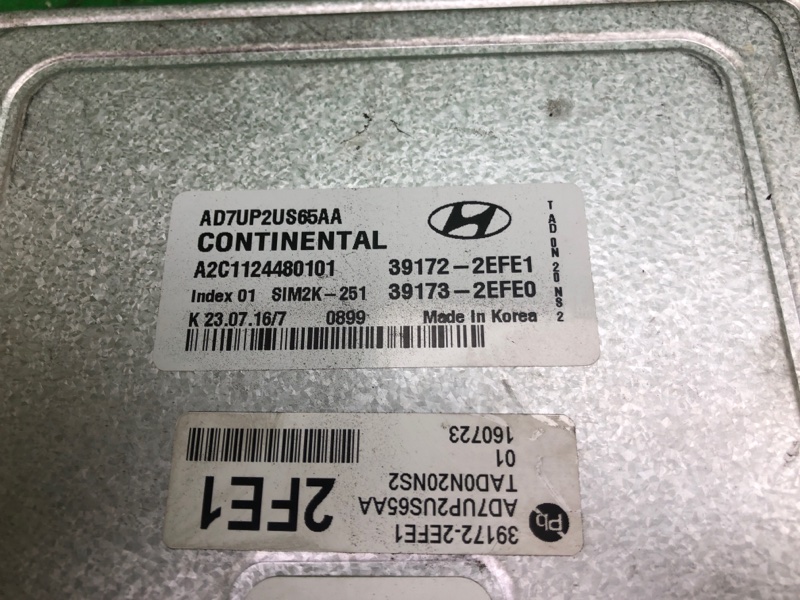 AD7UP2US65AA
CONTINENTAL
A2C1124480101 39172-2EFE1
Index 01 SIM2K-251 39173-2EFE0
K 23.07.16/7 0899 Made in Korea
TAD0N20NS2
39172-2EFE1
AD7UP2US65AA
TAD0N20NS2
01
160723
2FE1
Pb